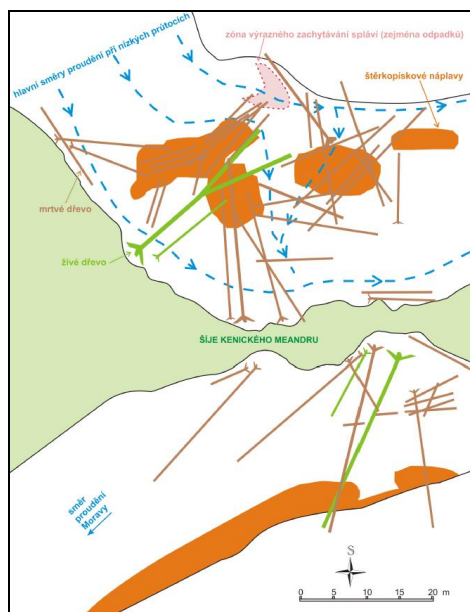 zóna výrazného zachytávání splávi (zejména odpadků)
hlavní směry proudění při nízkých průtocích
štěrkopískové náplavy
mrtvé dřevo
živé dřevo
ŠÍJE KENICKÉHO MEANDRU
směr
proudění
Moravy
S
0 5 10 15 20 m